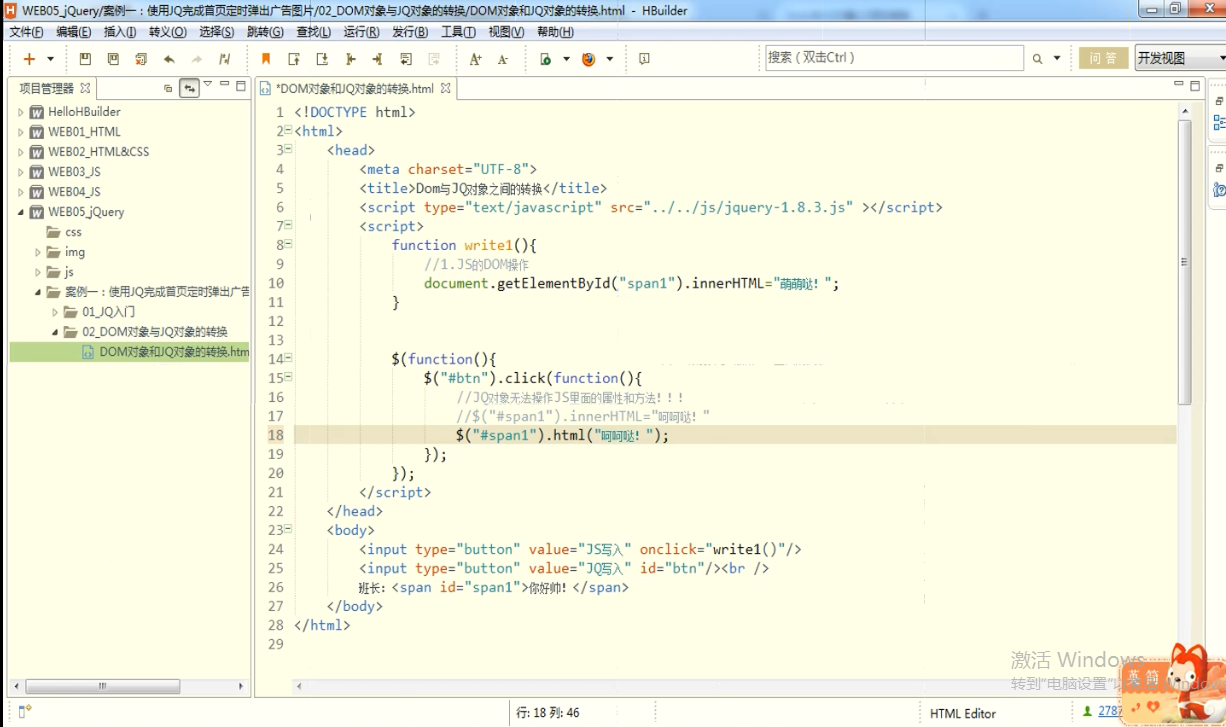 WEB05_jQuery/案例一：使用JQ完成首页定时弹出广告图片/02_DOM对象与JQ对象的转换/DOM对象和JQ对象的转换.html - HBuilder
文件(F) 编辑(E) 插入(I) 转义(O) 选择(S) 跳转(G) 查找(L) 运行(R) 发行(B) 工具(T) 视图(V) 帮助(H)
搜索（双击Ctrl） 问 答 开发视图
项目管理器
HelloHBuilder
WEB01_HTML
WEB02_HTML&CSS
WEB03_JS
WEB04_JS
WEB05_jQuery
css
img
js
案例一：使用JQ完成首页定时弹出广告
01_JQ入门
02_DOM对象与JQ对象的转换
DOM对象和JQ对象的转换.htm
*DOM对象和JQ对象的转换.html
1 <!DOCTYPE html>
2 <html>
3 <head>
4 <meta charset="UTF-8">
5 <title>Dom与JQ对象之间的转换</title>
6 <script type="text/javascript" src="../../js/jquery-1.8.3.js" ></script>
7 <script>
8 function write1(){
9 //1.JS的DOM操作
10 document.getElementById("span1").innerHTML="萌萌哒！";
11 }
12
13
14 $(function(){
15 $("#btn").click(function(){
16 //JQ对象无法操作JS里面的属性和方法！！！
17 //$("#span1").innerHTML="呵呵哒！"
18 $("#span1").html("呵呵哒！");
19 });
20 });
21 </script>
22 </head>
23 <body>
24 <input type="button" value="JS写入" onclick="write1()"/>
25 <input type="button" value="JQ写入" id="btn"/><br />
26 班长：<span id="span1">你好帅！</span>
27 </body>
28 </html>
29
激活 Windows
转到"电脑设置"以
英 简
行: 18 列: 46 HTML Editor